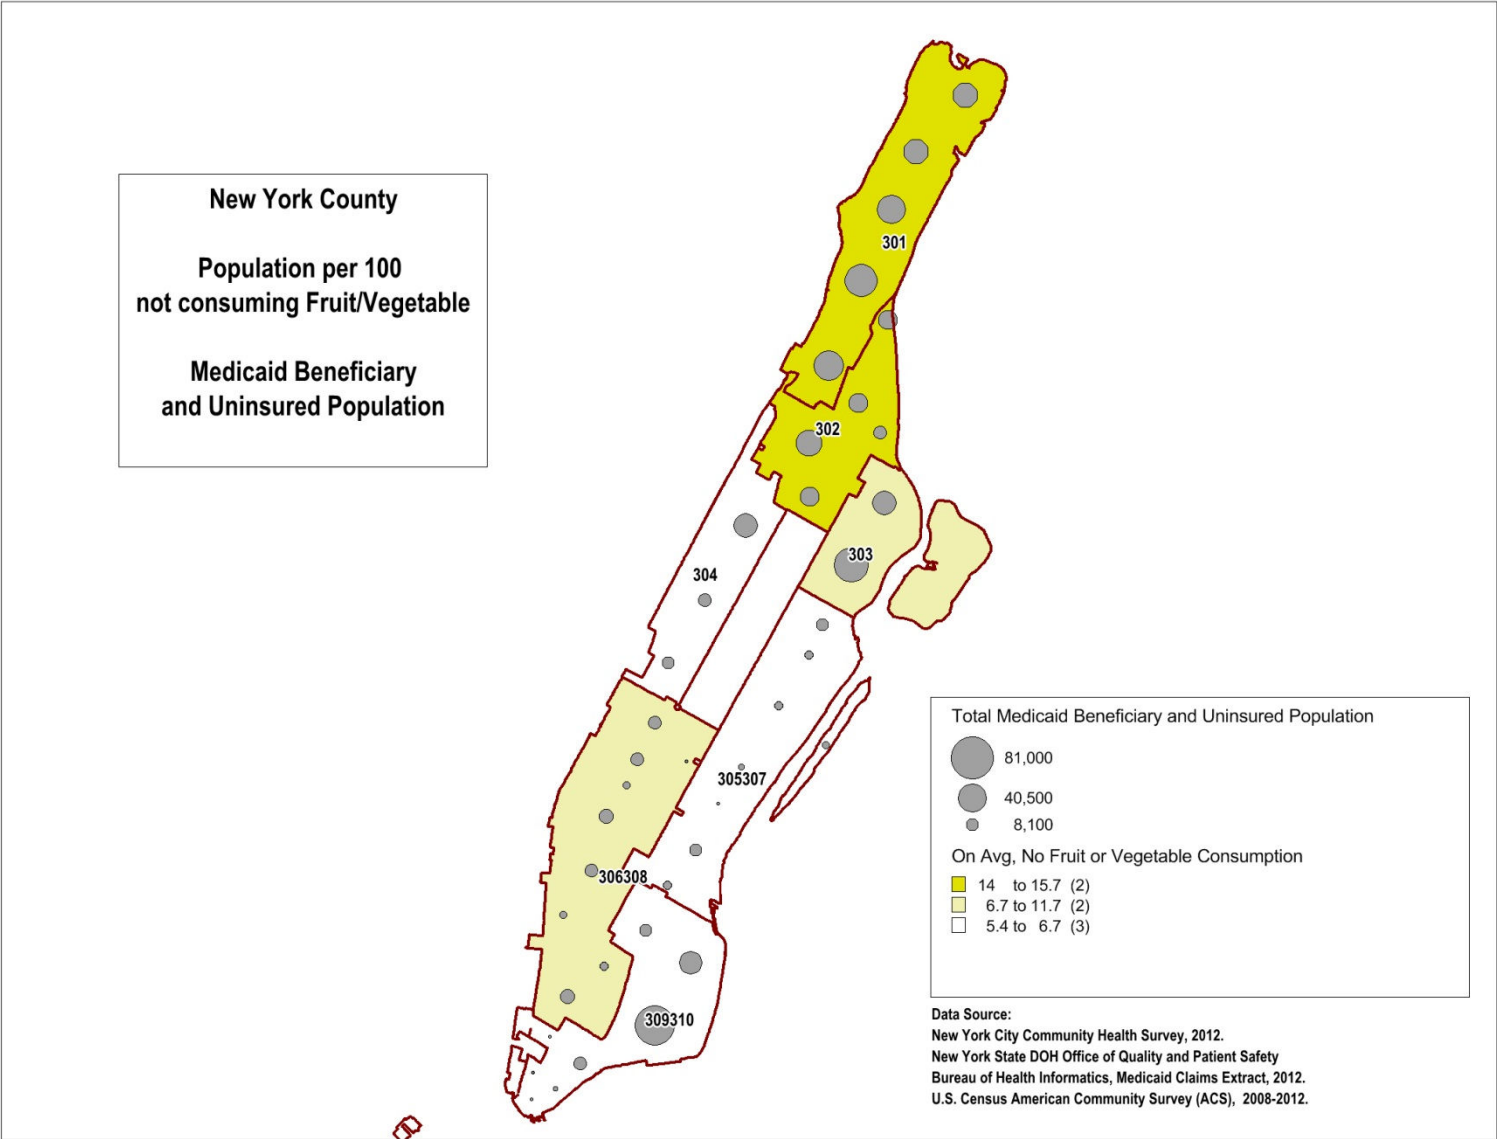 New York County
Population per 100
not consuming Fruit/Vegetable
Medicaid Beneficiary
and Uninsured Population
301
302
303
304
305307
306308
309310
Total Medicaid Beneficiary and Uninsured Population
81,000
40,500
8,100
On Avg, No Fruit or Vegetable Consumption
14 to 15.7 (2)
6.7 to 11.7 (2)
5.4 to 6.7 (3)
Data Source:
New York City Community Health Survey, 2012.
New York State DOH Office of Quality and Patient Safety
Bureau of Health Informatics, Medicaid Claims Extract, 2012.
U.S. Census American Community Survey (ACS), 2008-2012.